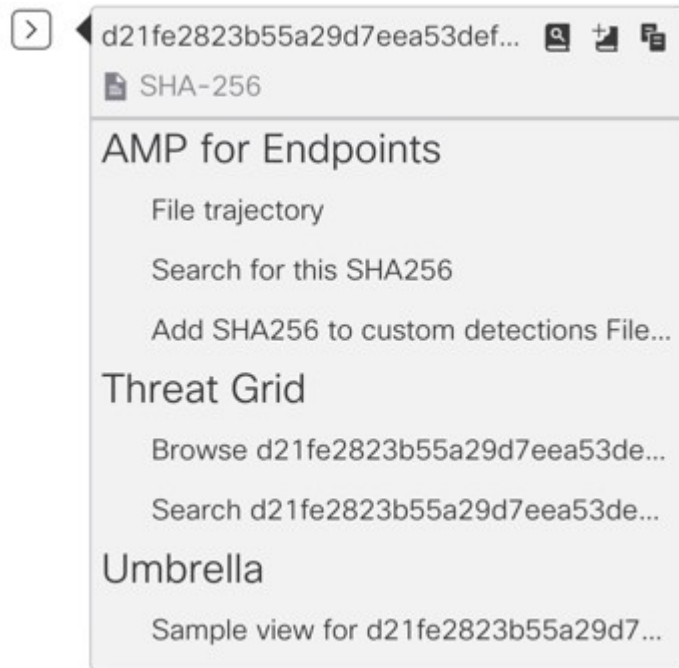 d21fe2823b55a29d7eea53def...
SHA-256
AMP for Endpoints
File trajectory
Search for this SHA256
Add SHA256 to custom detections File...
Threat Grid
Browse d21fe2823b55a29d7eea53de...
Search d21fe2823b55a29d7eea53de...
Umbrella
Sample view for d21fe2823b55a29d7...